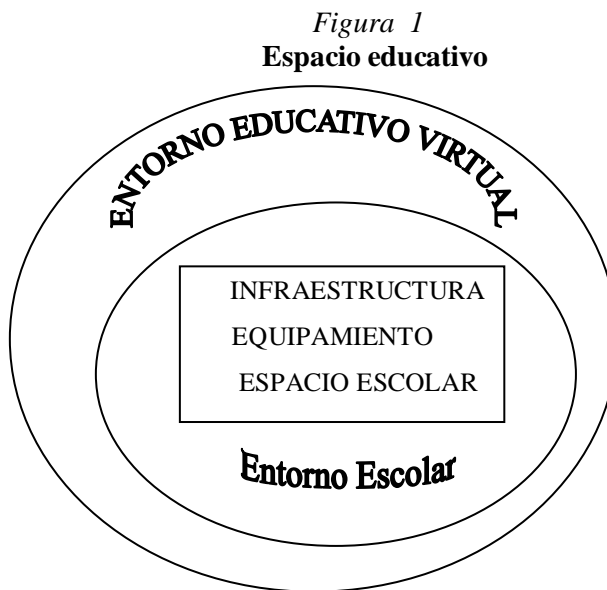 Figura 1
Espacio educativo
ENTORNO EDUCATIVO VIRTUAL
INFRAESTRUCTURA
EQUIPAMIENTO
ESPACIO ESCOLAR
Entorno Escolar